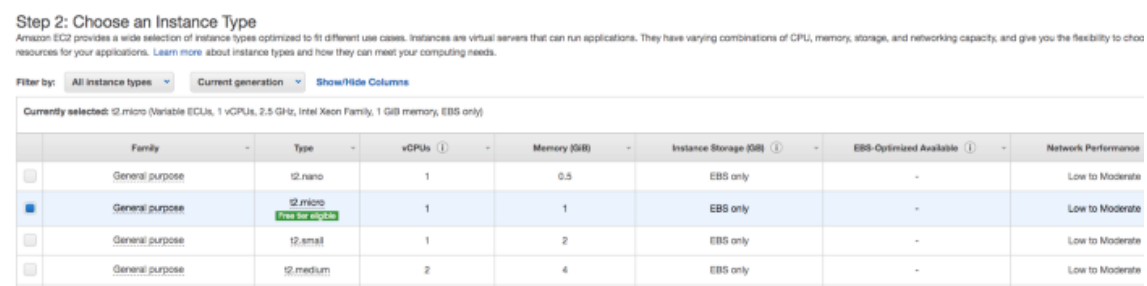 Step 2: Choose an Instance Type
Amazon EC2 provides a wide selection of instance types optimized to fit different use cases. Instances are virtual servers that can run applications. They have varying combinations of CPU, memory, storage, and networking capacity, and give you the flexibility to choo
resources for your applications. Learn more about instance types and how they can meet your computing needs.
Filter by: All instance types Current generation Show/Hide Columns
Currently selected: t2.micro (Variable ECUs, 1 vCPUs, 2.5 GHz, Intel Xeon Family, 1 GiB memory, EBS only)
Family Type vCPUs Memory (GiB) Instance Storage (GB) EBS-Optimized Available Network Performance
General purpose t2.nano 1 0.5 EBS only - Low to Moderate
General purpose t2.micro 1 1 EBS only - Low to Moderate
Free tier eligible
General purpose t2.small 1 2 EBS only - Low to Moderate
General purpose t2.medium 2 4 EBS only - Low to Moderate